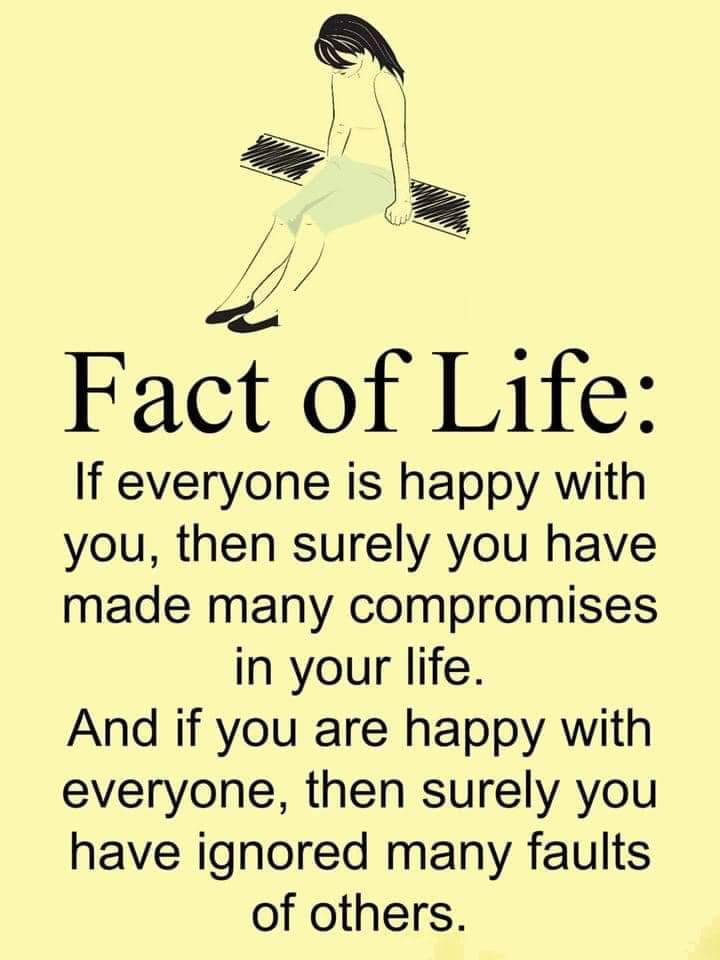 Fact of Life:
If everyone is happy with
you, then surely you have
made many compromises
in your life.
And if you are happy with
everyone, then surely you
have ignored many faults
of others.